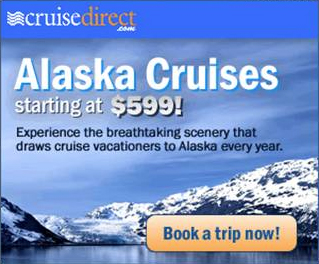 cruisedirect
.com
Alaska Cruises
starting at $599!
Experience the breathtaking scenery that
draws cruise vacationers to Alaska every year.
Book a trip now!